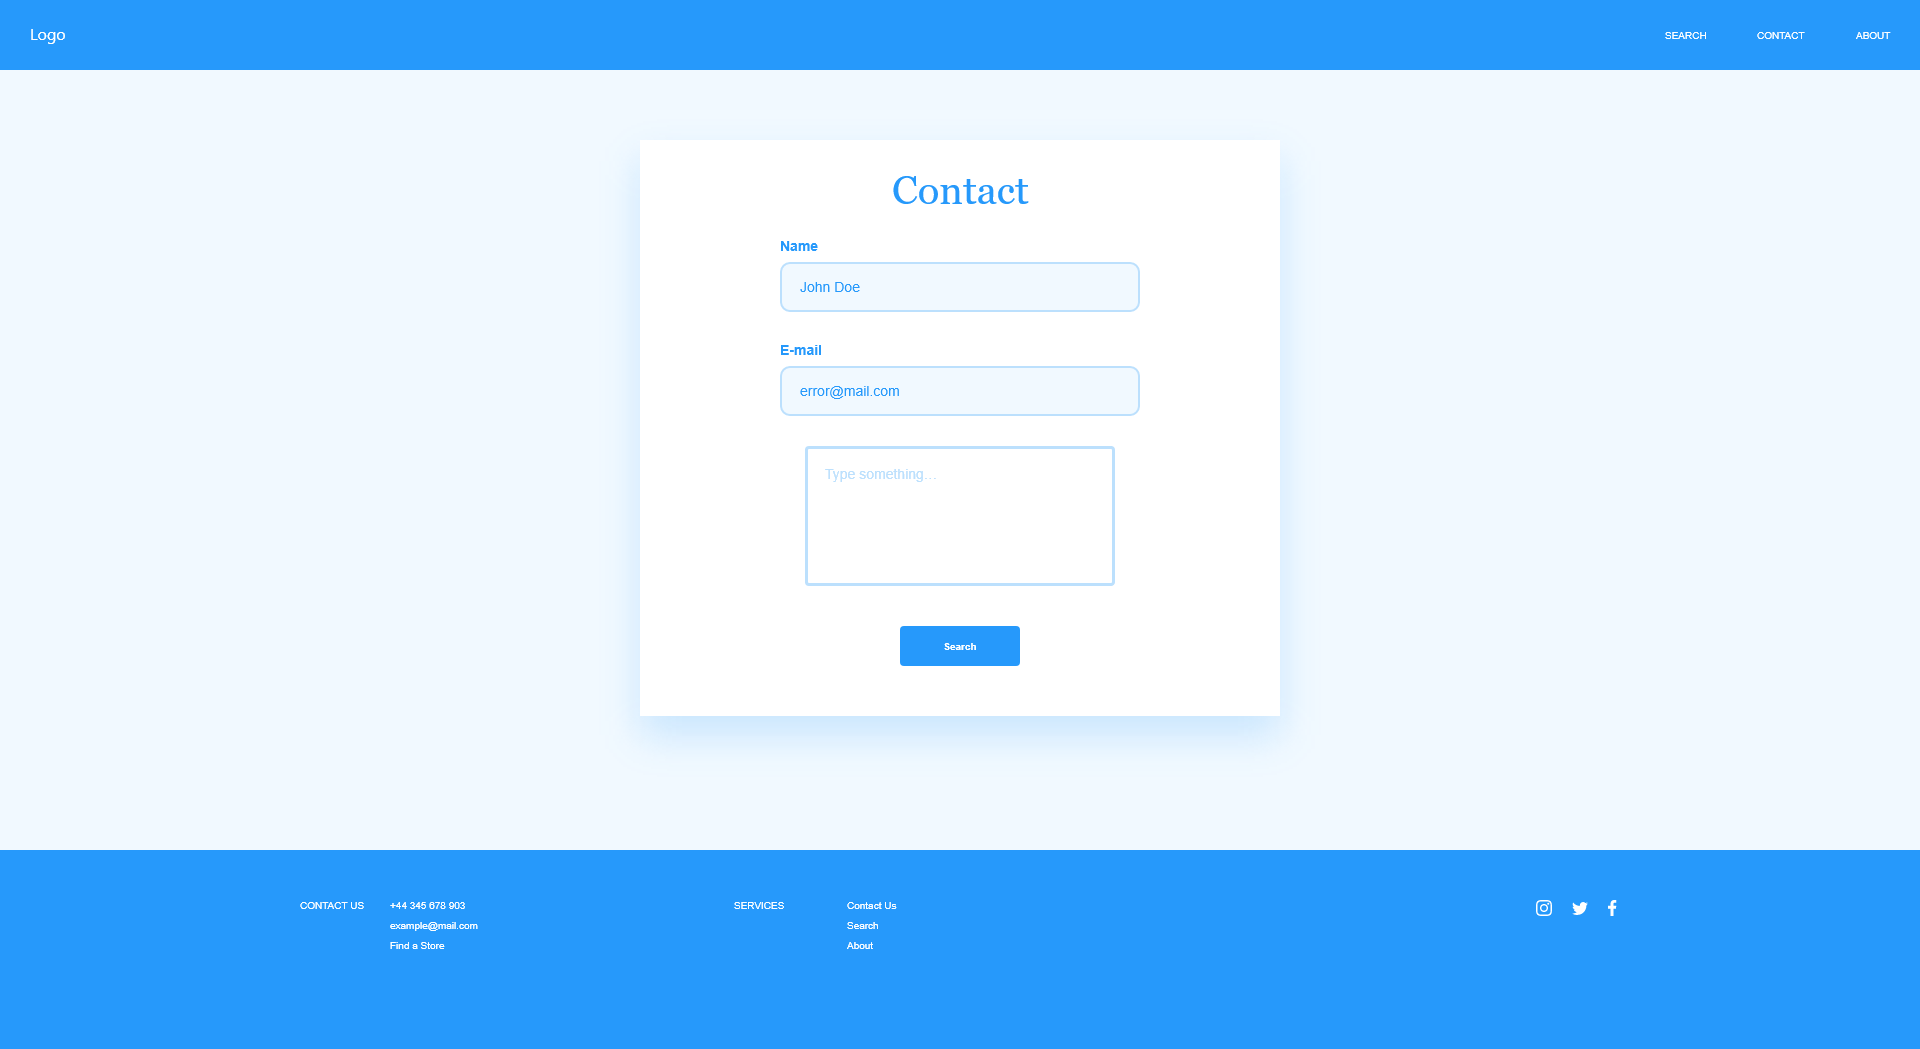 Logo
SEARCH
CONTACT
ABOUT
Contact
Name
John Doe
E-mail
error@mail.com
Type something...
Search
CONTACT US
+44 345 678 903
example@mail.com
Find a Store
SERVICES
Contact Us
Search
About